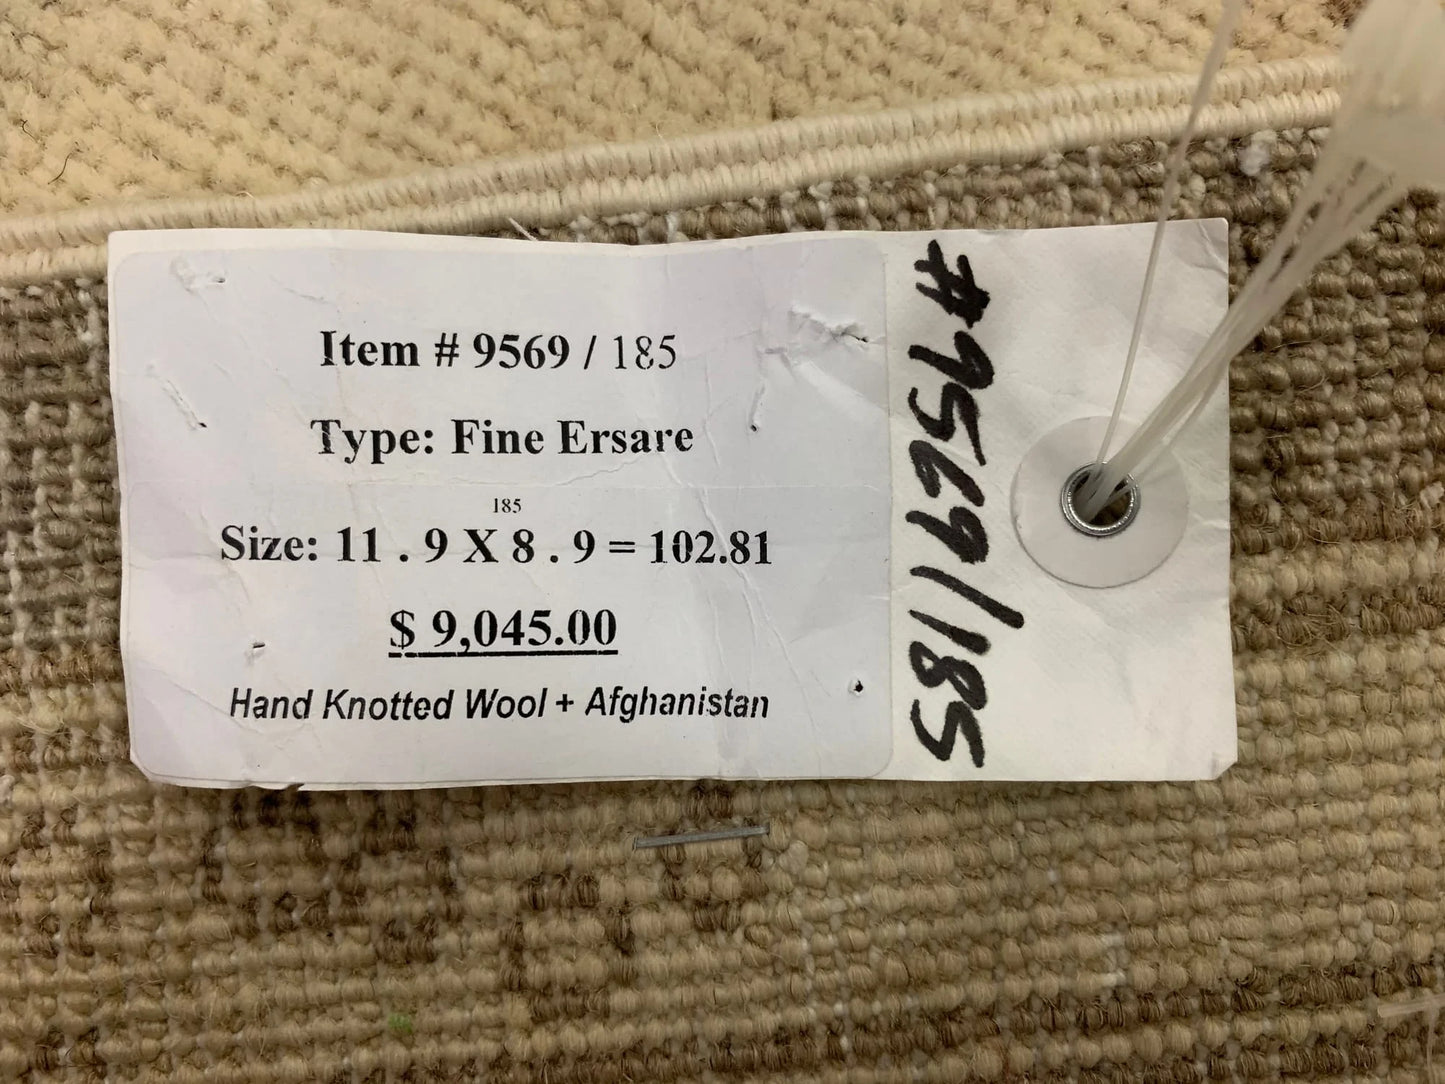 Item # 9569 / 185
Type: Fine Ersare
185
Size: 11 . 9 X 8 . 9 = 102.81
$ 9,045.00
Hand Knotted Wool + Afghanistan
#9569/185